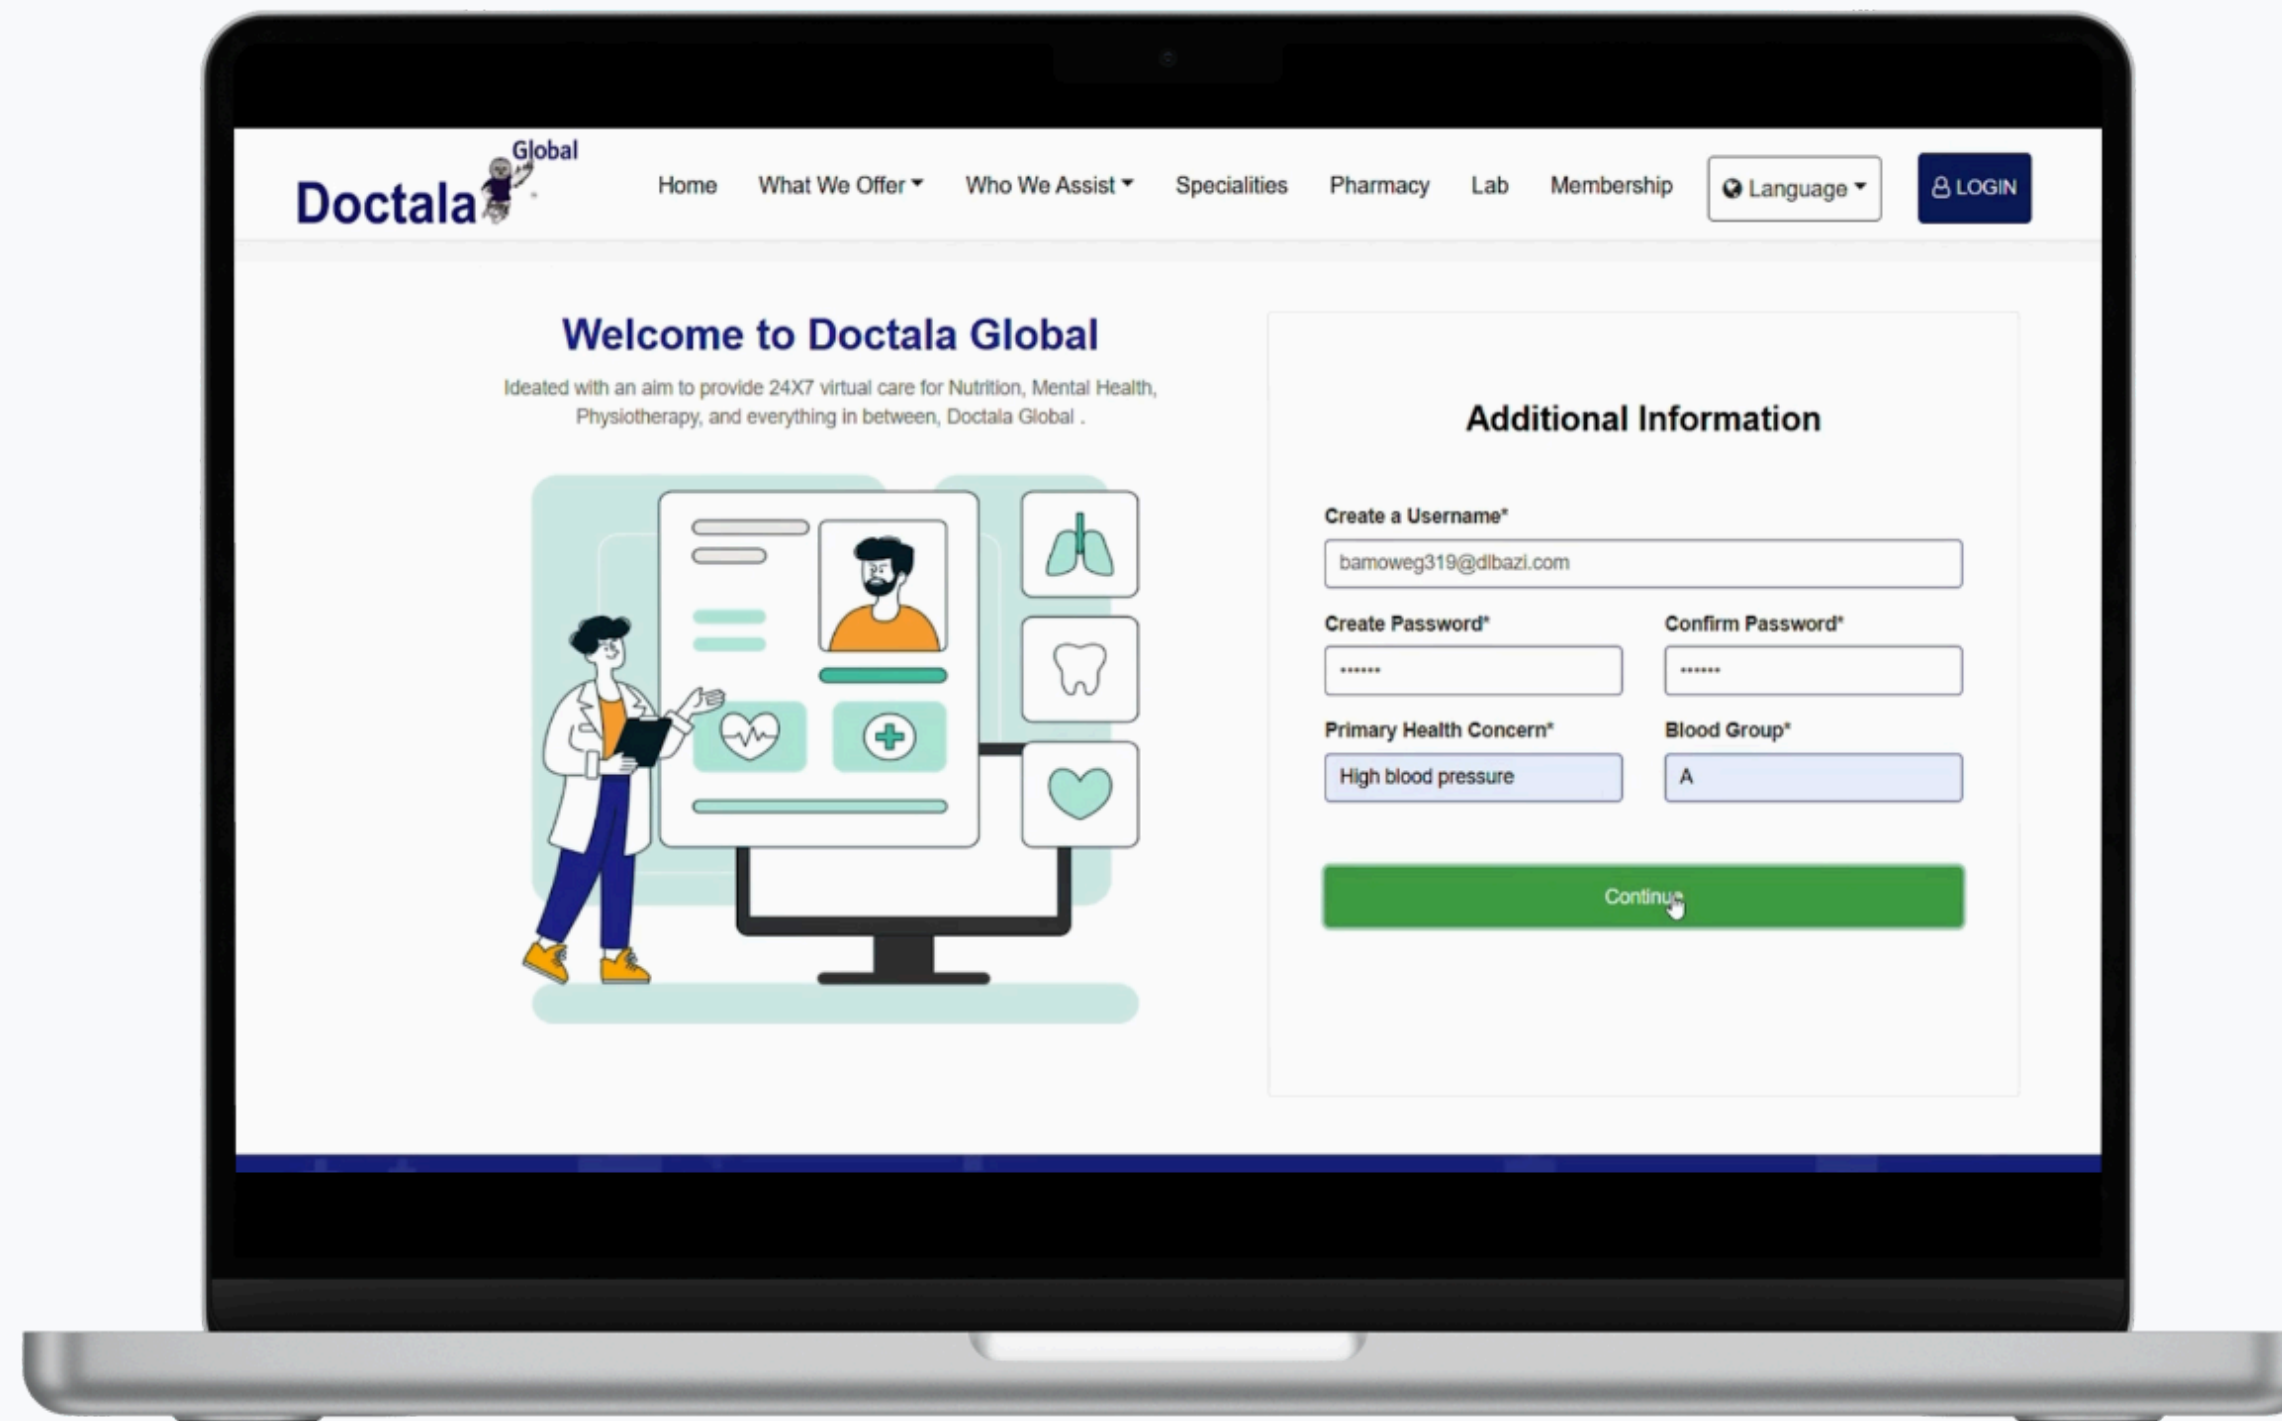 Global
Doctala
Home What We Offer Who We Assist Specialities Pharmacy Lab Membership Language LOGIN
Welcome to Doctala Global
Ideated with an aim to provide 24X7 virtual care for Nutrition, Mental Health,
Physiotherapy, and everything in between, Doctala Global .
Additional Information
Create a Username*
bamoweg319@dlbazi.com
Create Password* Confirm Password*
•••••• ••••••
Primary Health Concern* Blood Group*
High blood pressure A
Continue